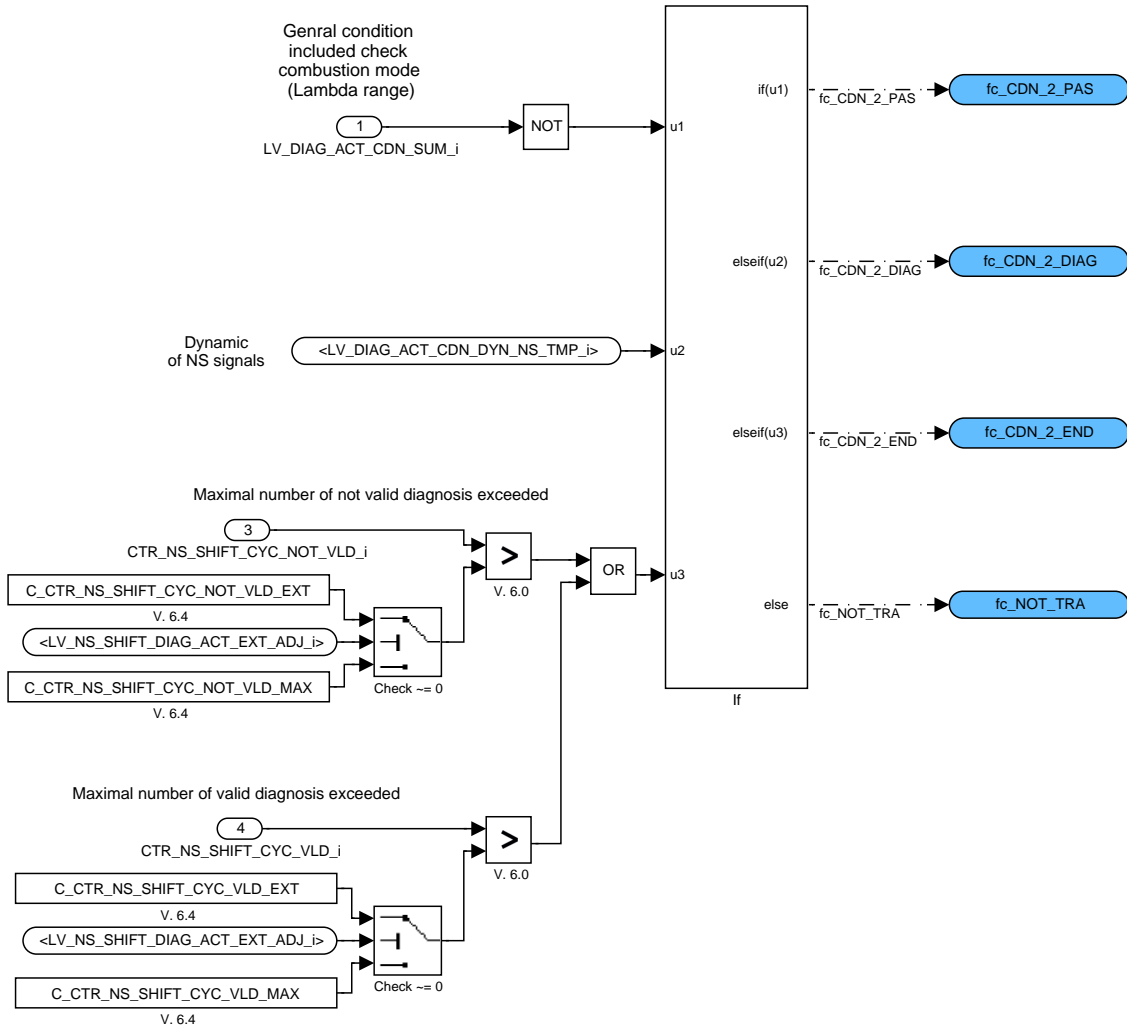 Genral condition
included check
combustion mode
(Lambda range)
1
LV_DIAG_ACT_CDN_SUM_i
NOT
u1
if(u1)
fc_CDN_2_PAS
fc_CDN_2_PAS
elseif(u2)
fc_CDN_2_DIAG
fc_CDN_2_DIAG
Dynamic
of NS signals
<LV_DIAG_ACT_CDN_DYN_NS_TMP_i>
u2
elseif(u3)
fc_CDN_2_END
fc_CDN_2_END
Maximal number of not valid diagnosis exceeded
3
CTR_NS_SHIFT_CYC_NOT_VLD_i
>
V. 6.0
OR
u3
C_CTR_NS_SHIFT_CYC_NOT_VLD_EXT
V. 6.4
<LV_NS_SHIFT_DIAG_ACT_EXT_ADJ_i>
C_CTR_NS_SHIFT_CYC_NOT_VLD_MAX
V. 6.4
Check ~= 0
else
fc_NOT_TRA
fc_NOT_TRA
If
Maximal number of valid diagnosis exceeded
4
CTR_NS_SHIFT_CYC_VLD_i
>
V. 6.0
C_CTR_NS_SHIFT_CYC_VLD_EXT
V. 6.4
<LV_NS_SHIFT_DIAG_ACT_EXT_ADJ_i>
C_CTR_NS_SHIFT_CYC_VLD_MAX
V. 6.4
Check ~= 0